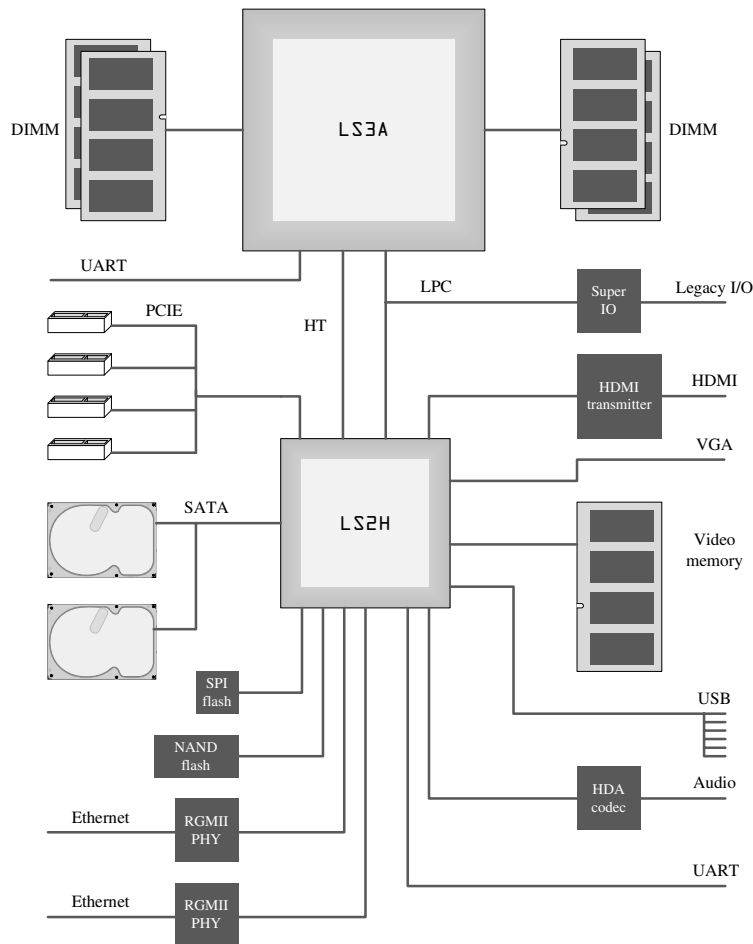 LS3A
DIMM
DIMM
UART
LPC
Super
IO
Legacy I/O
PCIE
HT
HDMI
transmitter
HDMI
VGA
SATA
LS2H
Video
memory
SPI
flash
USB
NAND
flash
HDA
codec
Audio
Ethernet
RGMII
PHY
UART
Ethernet
RGMII
PHY